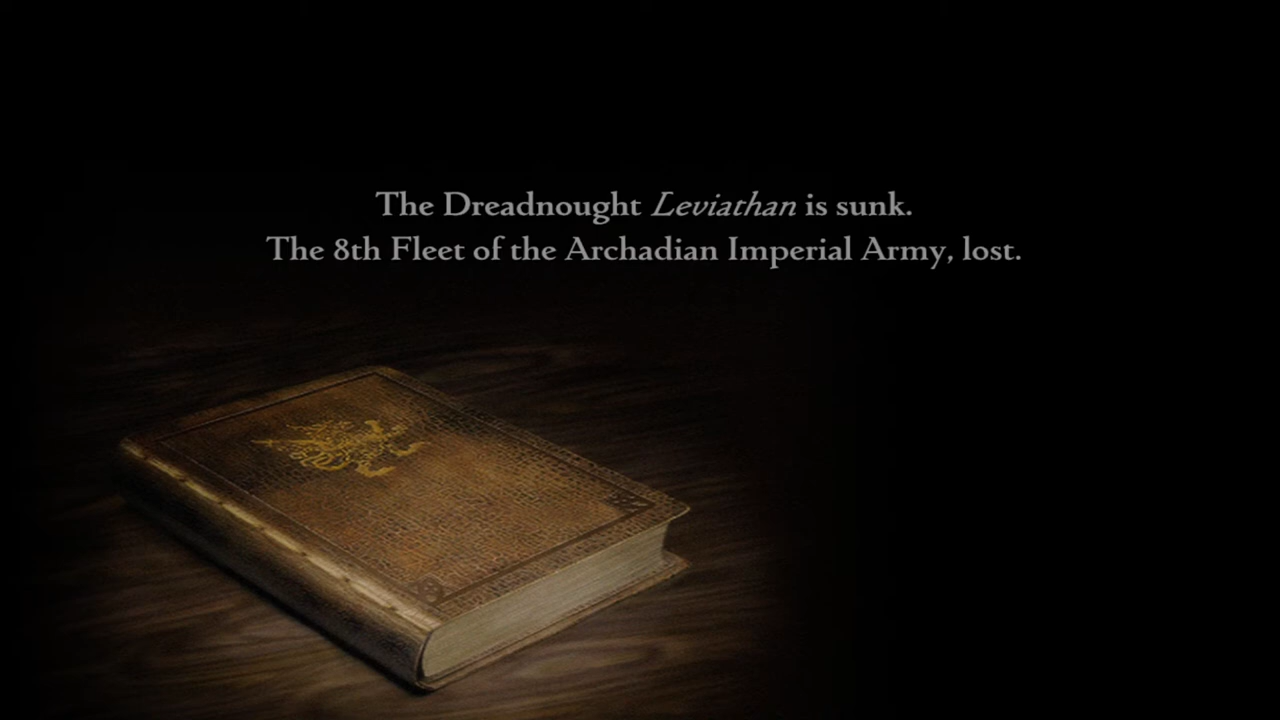 The Dreadnought Leviathan is sunk.
The 8th Fleet of the Archadian Imperial Army, lost.